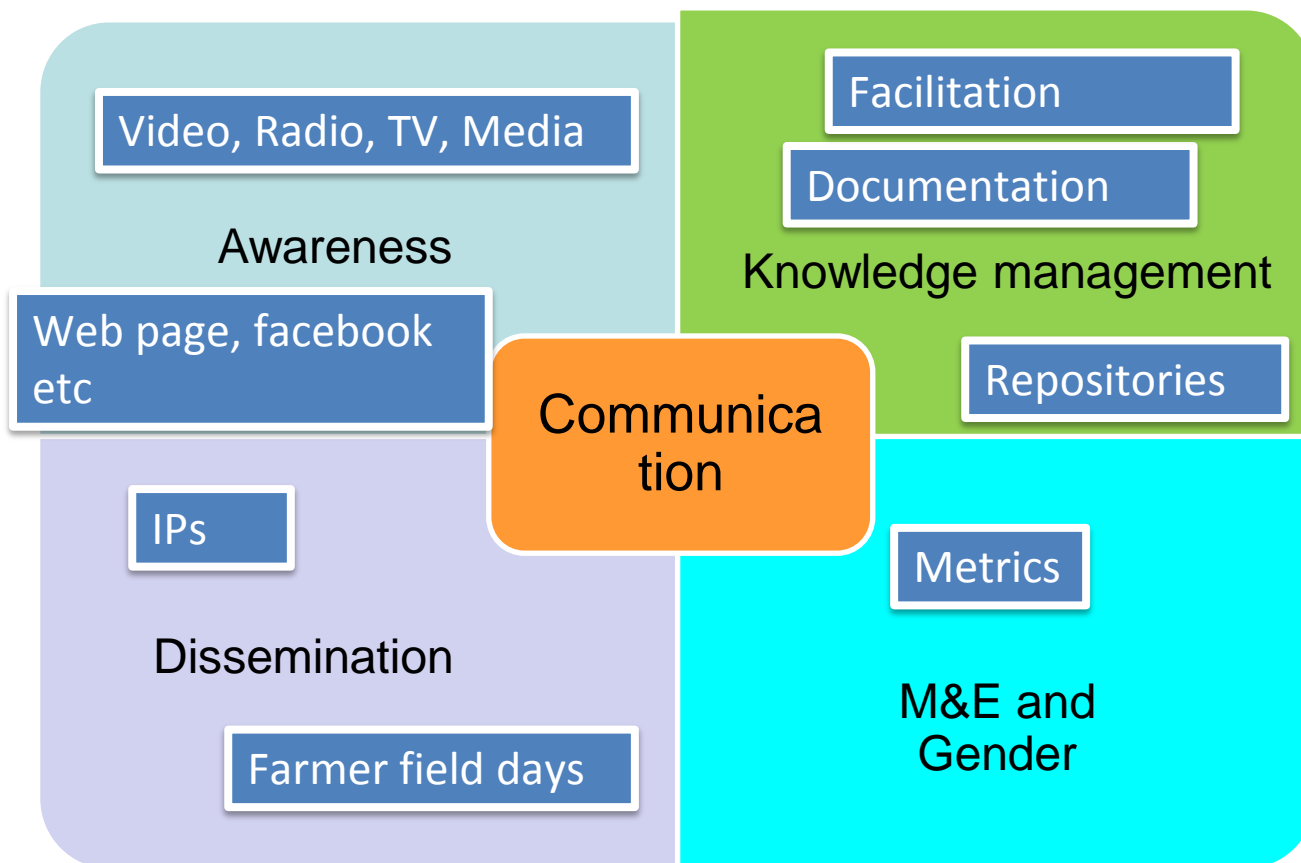 Video, Radio, TV, Media
Awareness
Web page, facebook
etc
Facilitation
Documentation
Knowledge management
Repositories
Communica
tion
IPs
Dissemination
Farmer field days
Metrics
M&E and
Gender